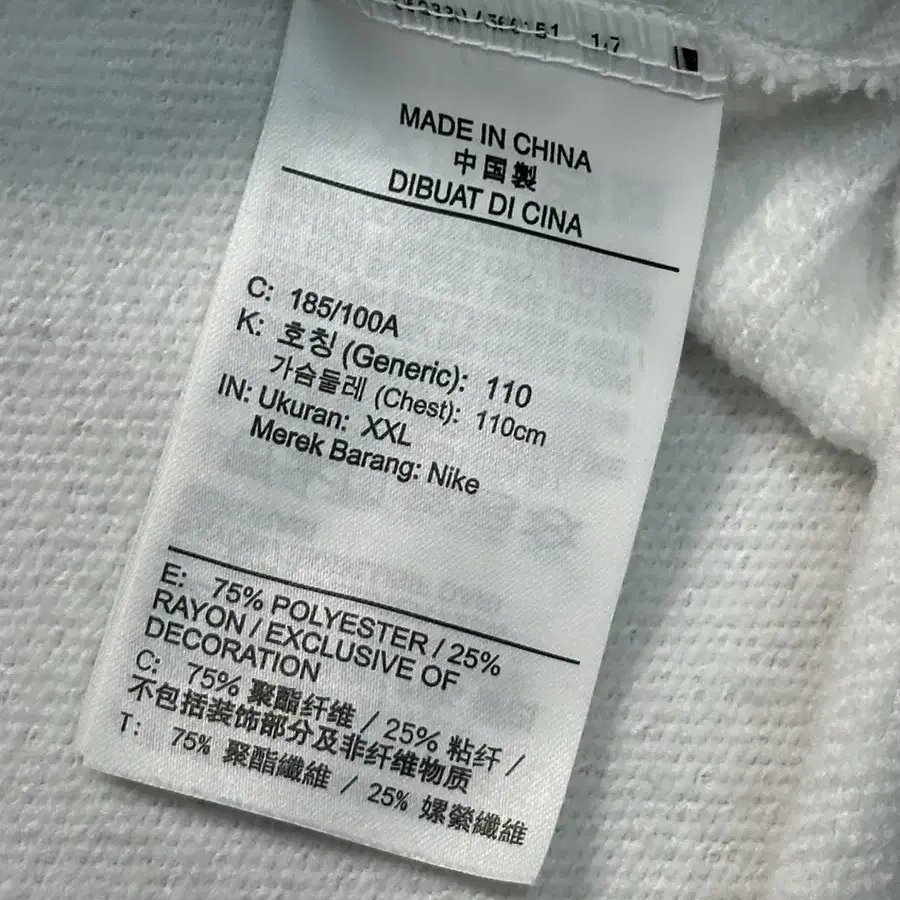 MADE IN CHINA
中国製
DIBUAT DI CINA
C: 185/100A
K: 호칭 (Generic): 110
가슴둘레 (Chest): 110cm
IN: Ukuran: XXL
Merek Barang: Nike
E: 75% POLYESTER / 25%
RAYON / EXCLUSIVE OF
DECORATION
C: 75% 聚酯纤维 / 25% 粘纤 /
不包括装饰部分及非纤维物质
T: 75% 聚酯纖維 / 25% 嫘縈纖維